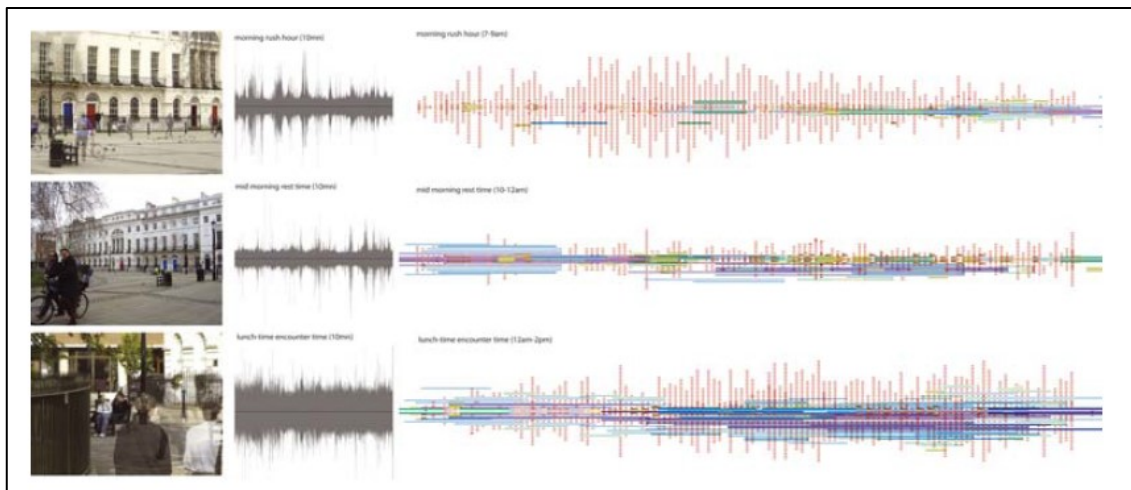 morning rush hour (10mn)
morning rush hour (7-9am)
mid morning rest time (10mn)
mid morning rest time (10-12am)
lunch-time encounter time (10mn)
lunch-time encounter time (12am-2pm)